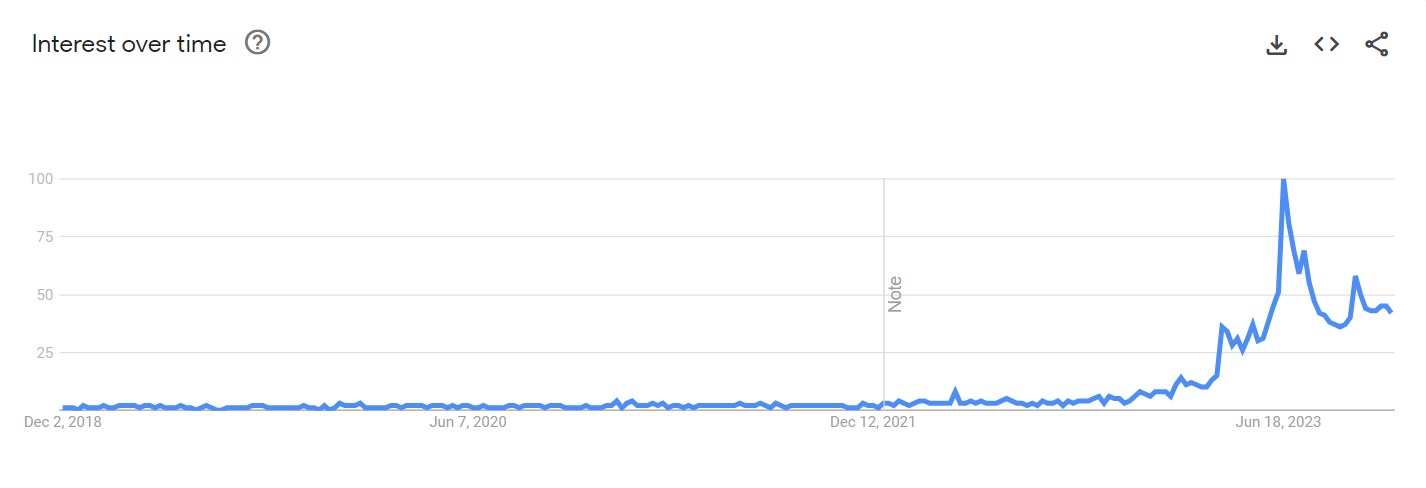 Interest over time
100
75
50
25
Note
Dec 2, 2018
Jun 7, 2020
Dec 12, 2021
Jun 18, 2023